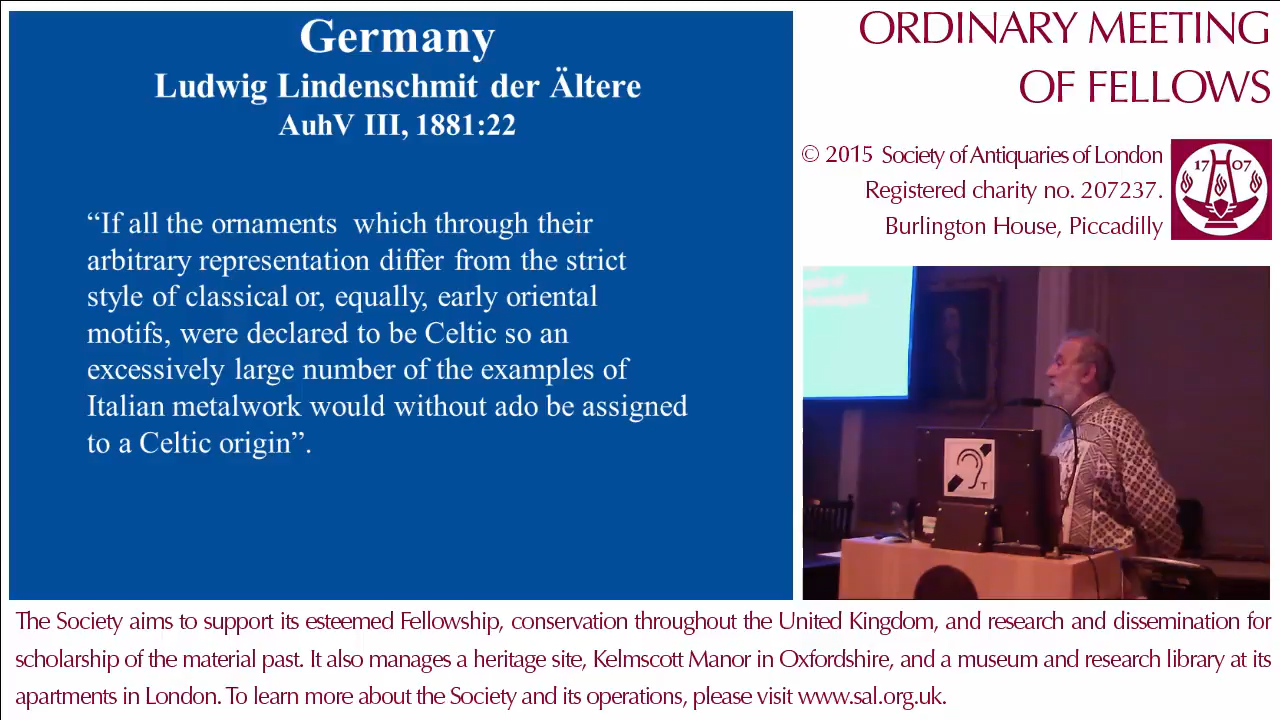 Germany
Ludwig Lindenschmit der Ältere
AuhV III, 1881:22
“If all the ornaments which through their
arbitrary representation differ from the strict
style of classical or, equally, early oriental
motifs, were declared to be Celtic so an
excessively large number of the examples of
Italian metalwork would without ado be assigned
to a Celtic origin”.
ORDINARY MEETING
OF FELLOWS
© 2015 Society of Antiquaries of London
Registered charity no. 207237.
Burlington House, Piccadilly
17 07
T
The Society aims to support its esteemed Fellowship, conservation throughout the United Kingdom, and research and dissemination for
scholarship of the material past. It also manages a heritage site, Kelmscott Manor in Oxfordshire, and a museum and research library at its
apartments in London. To learn more about the Society and its operations, please visit www.sal.org.uk.